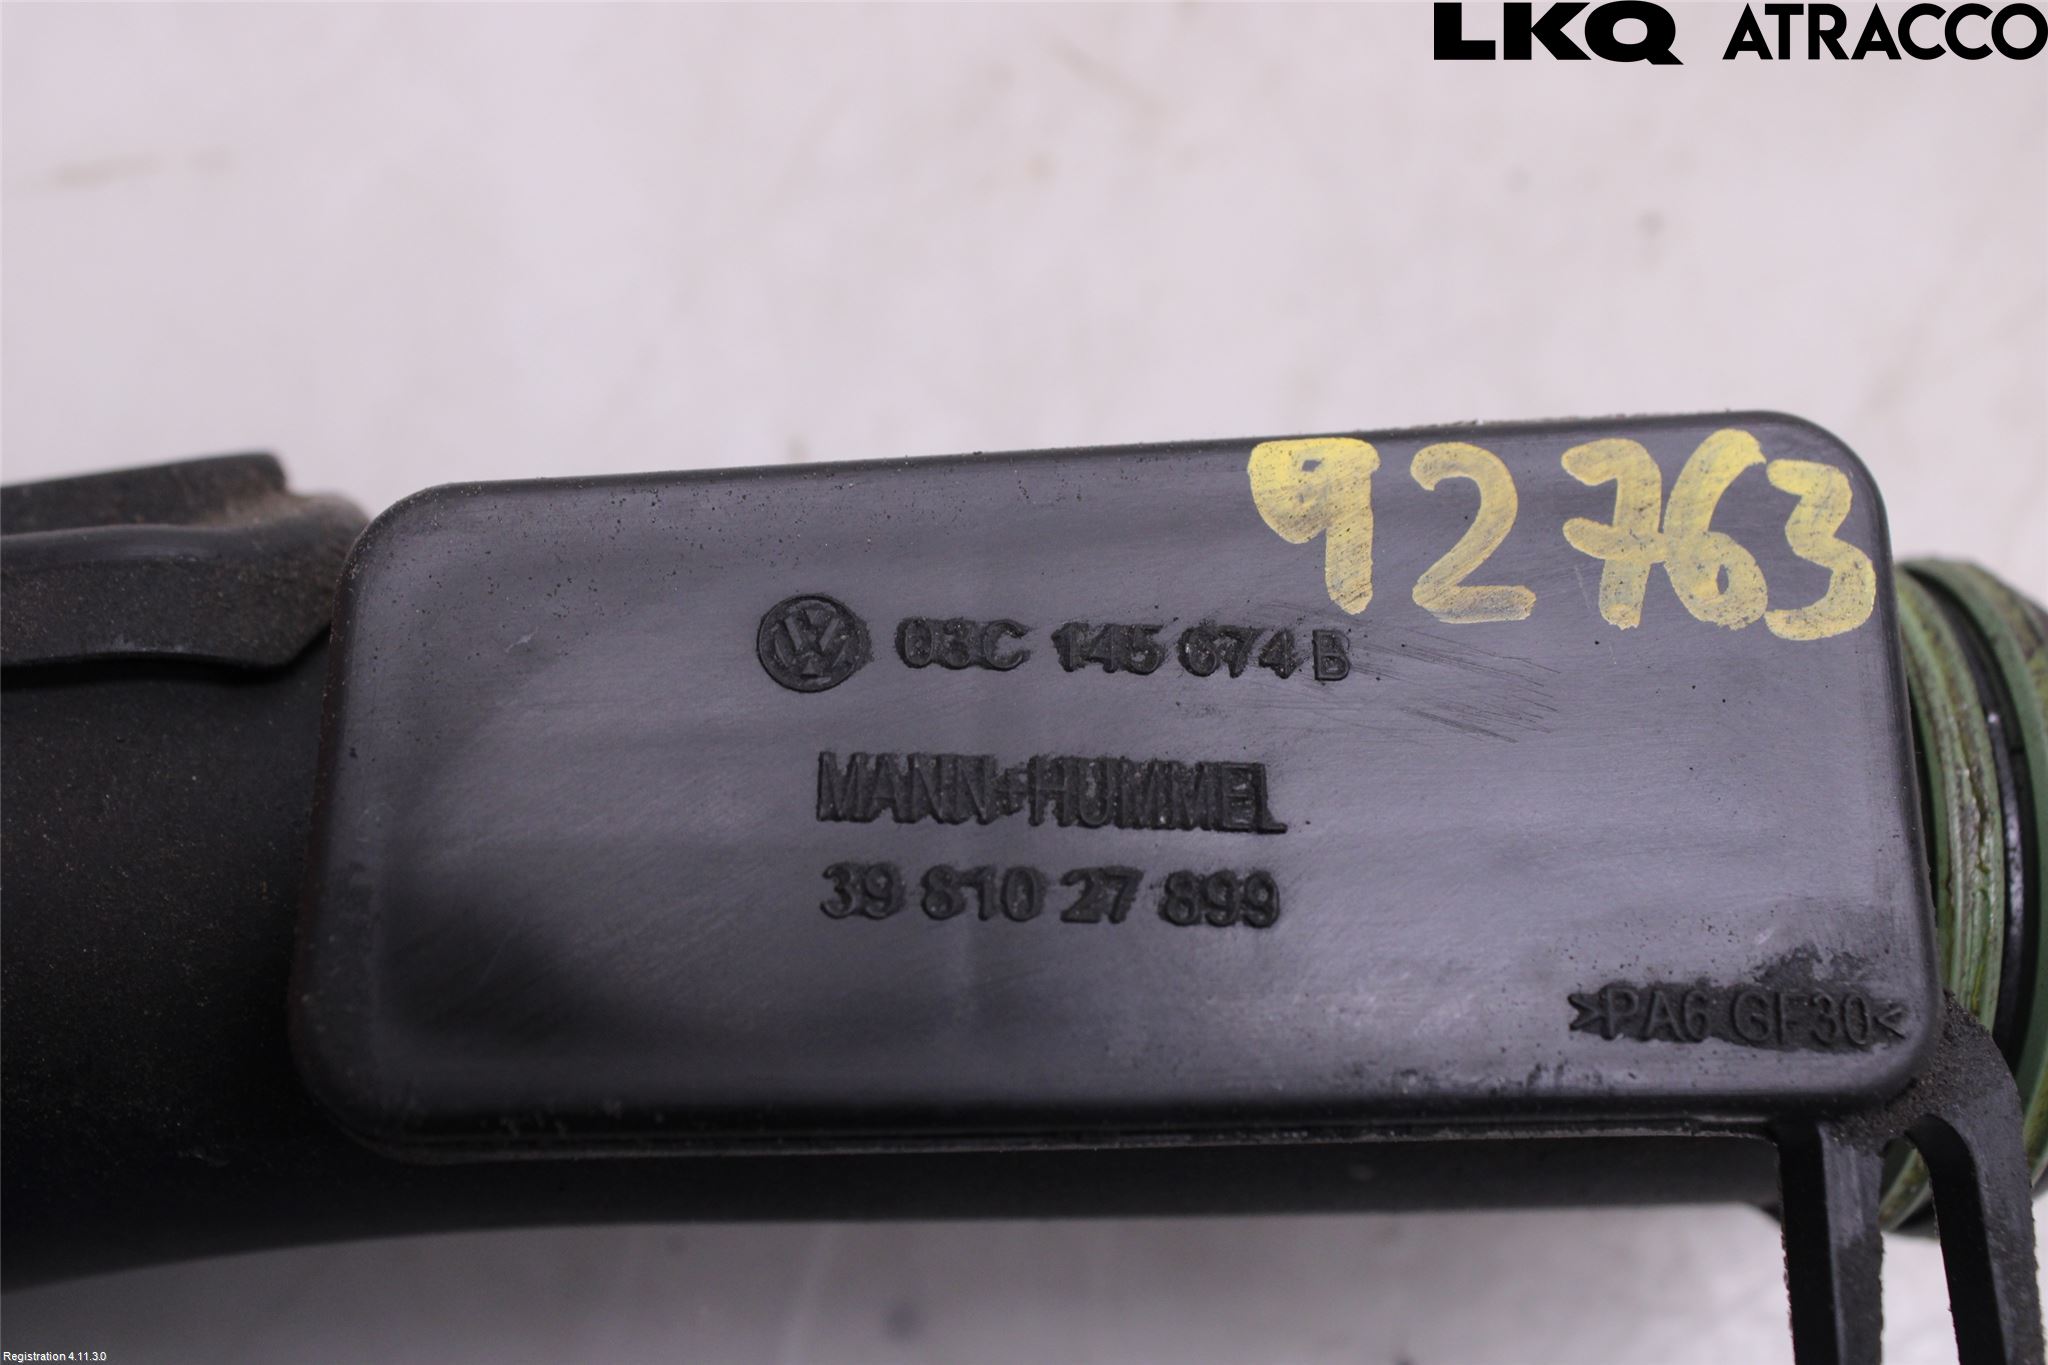 LKQ ATRACCO
92763
03C 145 674 B
MANN+HUMMEL
39 810 27 899
>PA6 GF30<
Registration 4.11.3.0